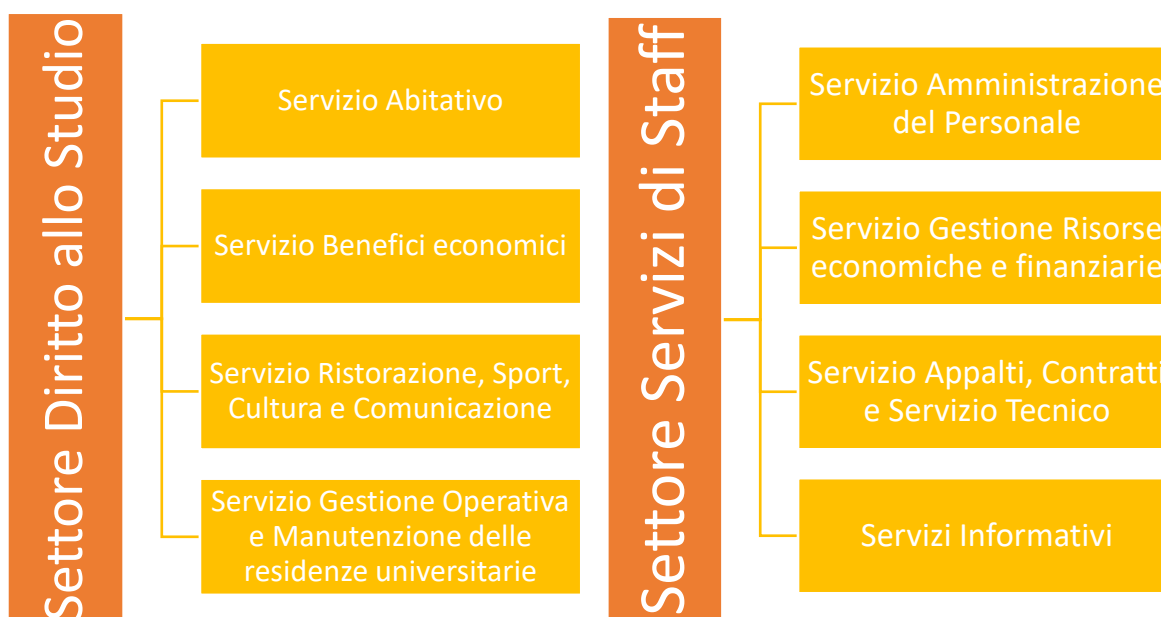 Settore Diritto allo Studio
Servizio Abitativo
Servizio Benefici economici
Servizio Ristorazione, Sport,
Cultura e Comunicazione
Servizio Gestione Operativa
e Manutenzione delle
residenze universitarie
Settore Servizi di Staff
Servizio Amministrazione
del Personale
Servizio Gestione Risorse
economiche e finanziarie
Servizio Appalti, Contratti
e Servizio Tecnico
Servizi Informativi